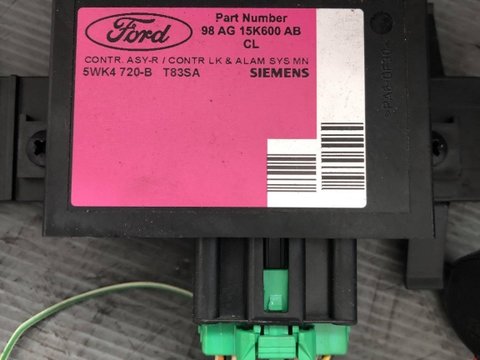 Ford
Part Number
98 AG 15K600 AB
CL
CONTR. ASY-R / CONTR LK & ALAM SYS MN
5WK4 720-B T83SA SIEMENS